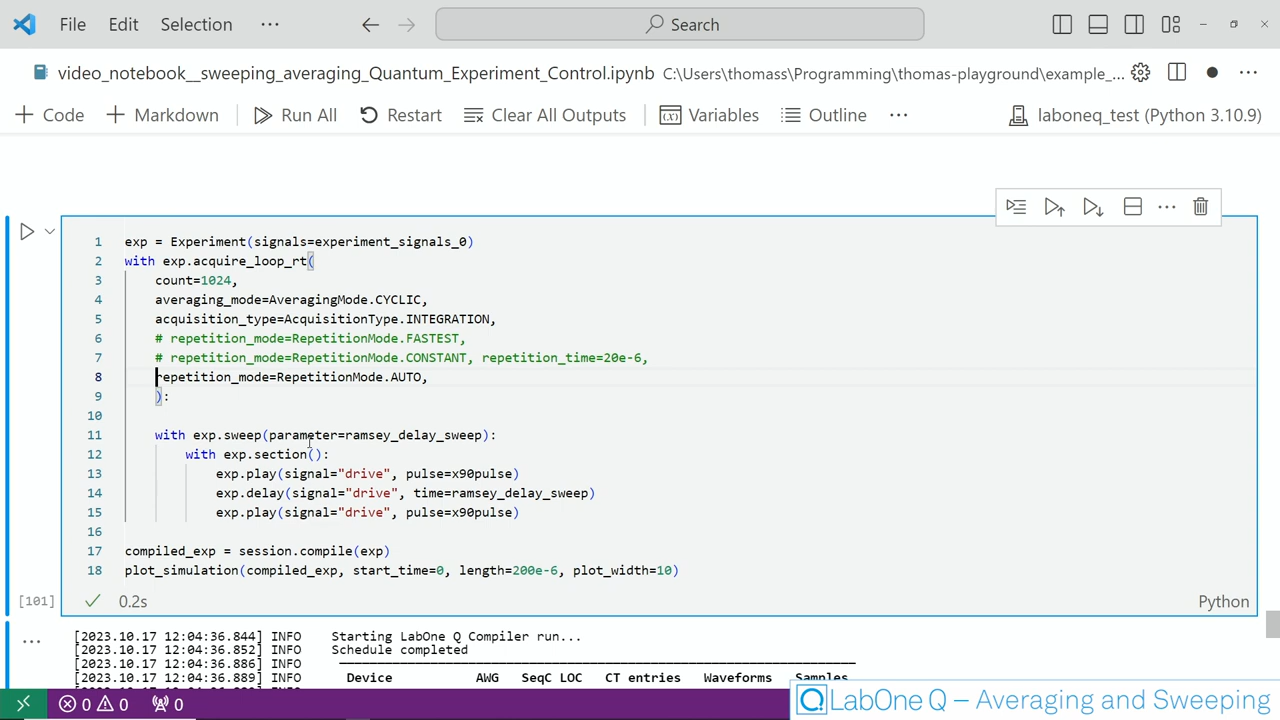 File Edit Selection ··· Search
video_notebook__sweeping_averaging_Quantum_Experiment_Control.ipynb C:\Users\thomass\Programming\thomas-playground\example_...
+ Code + Markdown Run All Restart Clear All Outputs Variables Outline ··· laboneq_test (Python 3.10.9)
1 exp = Experiment(signals=experiment_signals_0)
2 with exp.acquire_loop_rt(
3 count=1024,
4 averaging_mode=AveragingMode.CYCLIC,
5 acquisition_type=AcquisitionType.INTEGRATION,
6 # repetition_mode=RepetitionMode.FASTEST,
7 # repetition_mode=RepetitionMode.CONSTANT, repetition_time=20e-6,
8 repetition_mode=RepetitionMode.AUTO,
9 ):
10
11 with exp.sweep(parameter=ramsey_delay_sweep):
12 with exp.section():
13 exp.play(signal="drive", pulse=x90pulse)
14 exp.delay(signal="drive", time=ramsey_delay_sweep)
15 exp.play(signal="drive", pulse=x90pulse)
16
17 compiled_exp = session.compile(exp)
18 plot_simulation(compiled_exp, start_time=0, length=200e-6, plot_width=10)
[101] 0.2s Python
[2023.10.17 12:04:36.844] INFO Starting LabOne Q Compiler run...
[2023.10.17 12:04:36.852] INFO Schedule completed
[2023.10.17 12:04:36.886] INFO
[2023.10.17 12:04:36.889] INFO Device AWG SeqC LOC CT entries Waveforms Samples
0 0 0
LabOne Q – Averaging and Sweeping